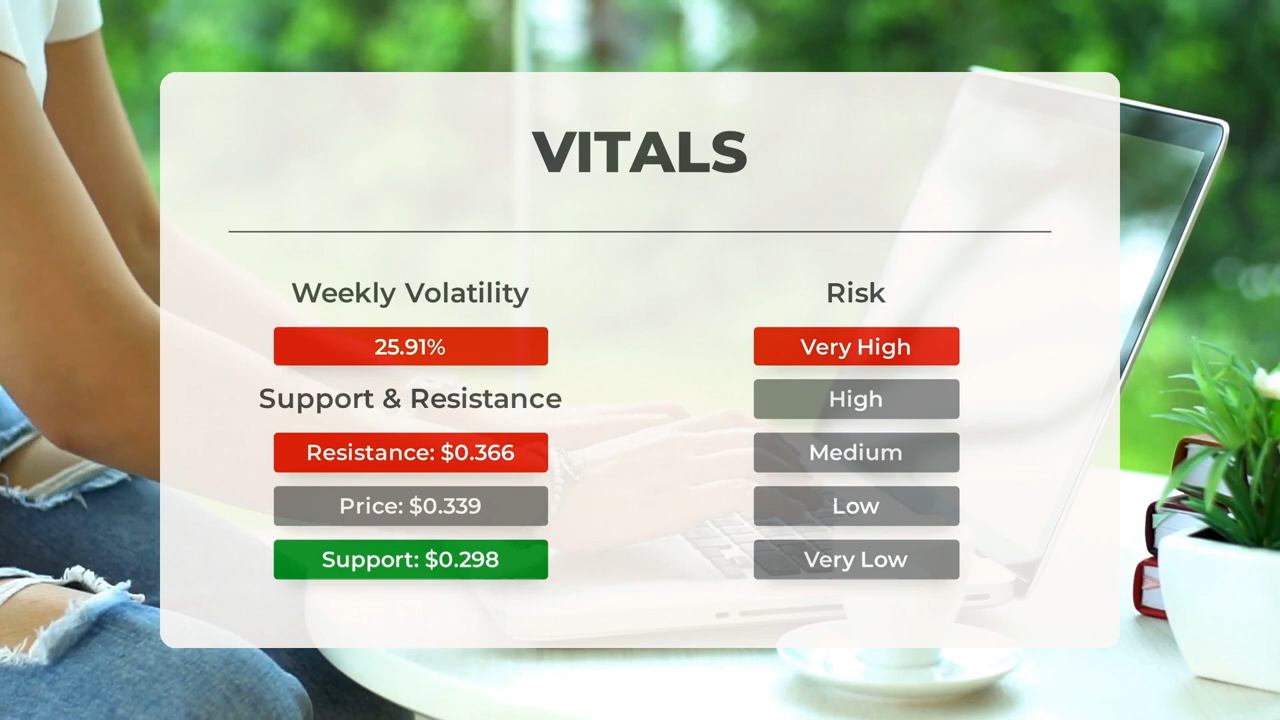 VITALS
Weekly Volatility
25.91%
Support & Resistance
Resistance: $0.366
Price: $0.339
Support: $0.298
Risk
Very High
High
Medium
Low
Very Low